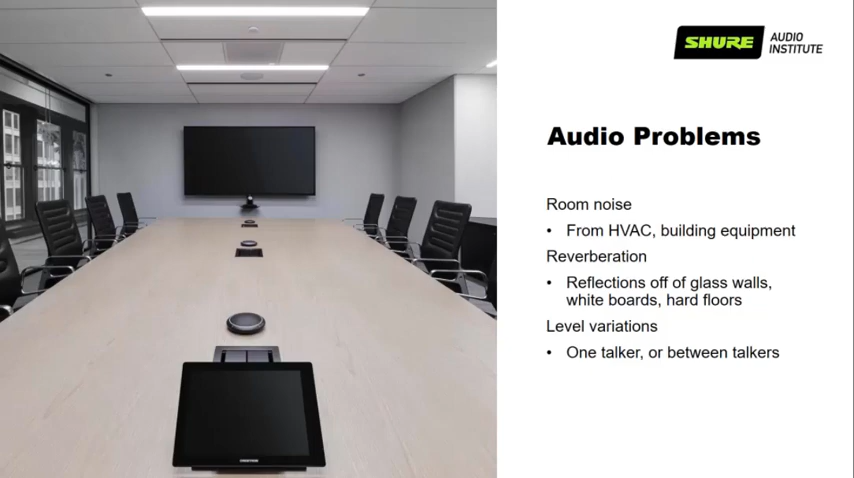 SHURE
AUDIO
INSTITUTE
Audio Problems
Room noise
• From HVAC, building equipment
Reverberation
• Reflections off of glass walls,
white boards, hard floors
Level variations
• One talker, or between talkers